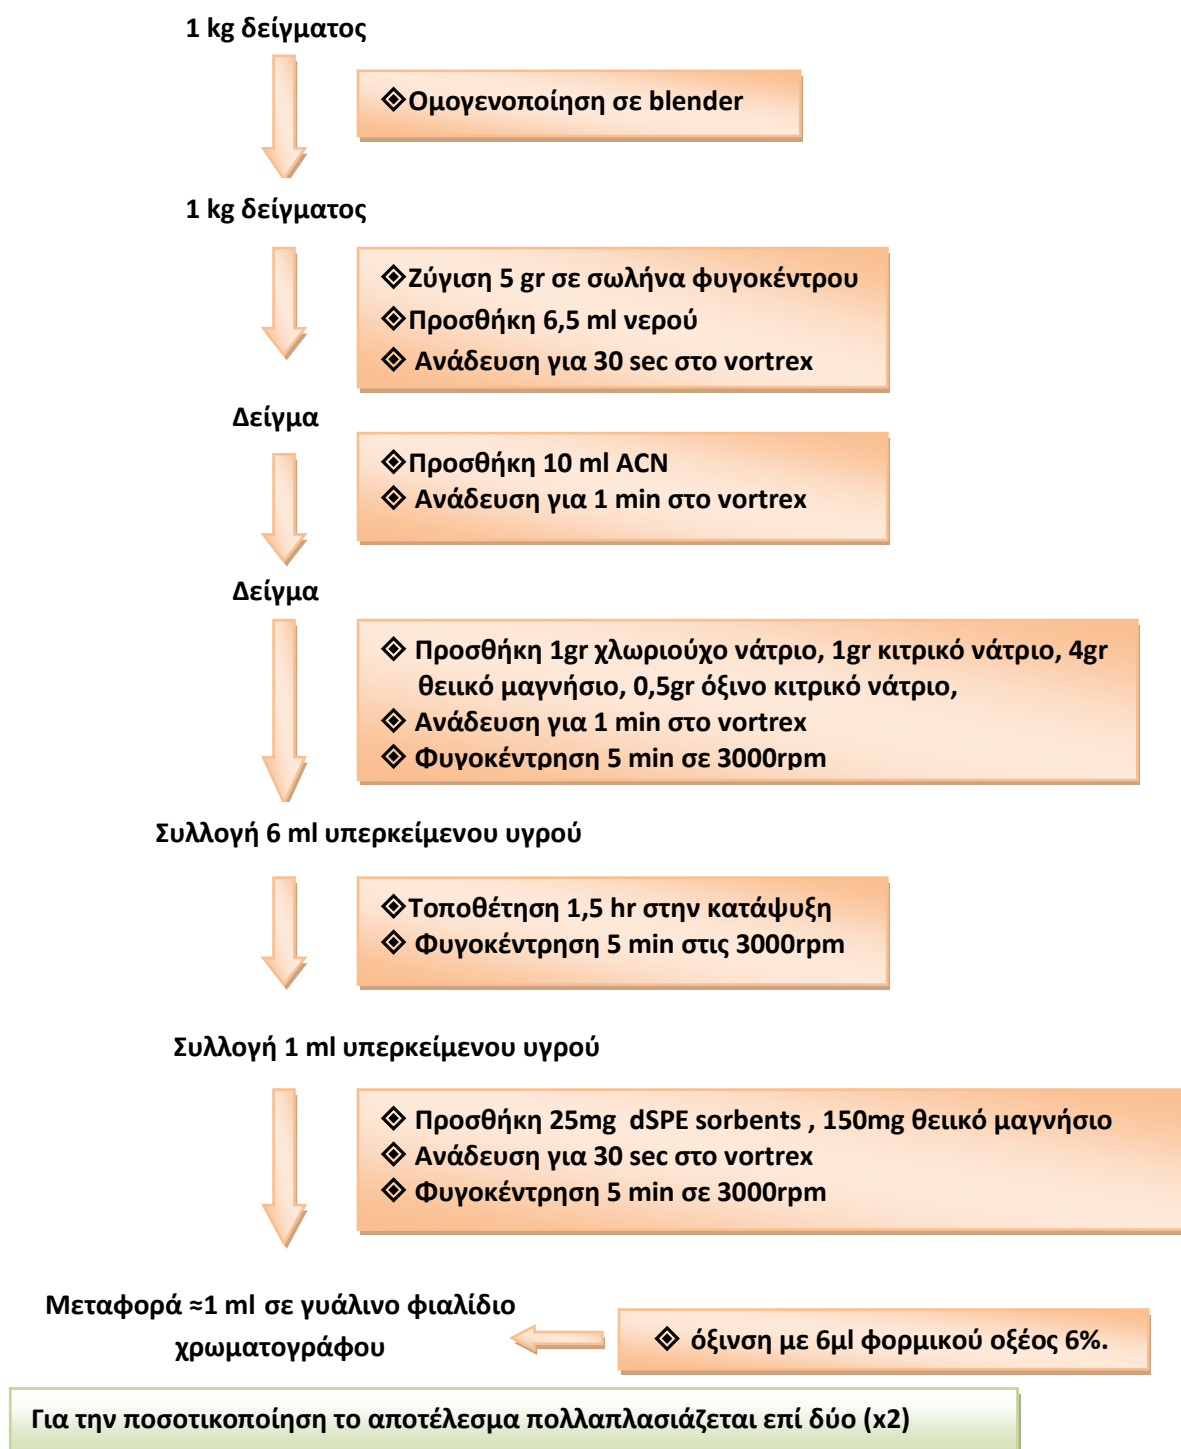 1 kg δείγματος
❖Ομογενοποίηση σε blender
1 kg δείγματος
❖Ζύγιση 5 gr σε σωλήνα φυγοκέντρου
❖Προσθήκη 6,5 ml νερού
❖ Ανάδευση για 30 sec στο vortrex
Δείγμα
❖Προσθήκη 10 ml ACN
❖ Ανάδευση για 1 min στο vortrex
Δείγμα
❖ Προσθήκη 1gr χλωριούχο νάτριο, 1gr κιτρικό νάτριο, 4gr
θειικό μαγνήσιο, 0,5gr όξινο κιτρικό νάτριο,
❖ Ανάδευση για 1 min στο vortrex
❖ Φυγοκέντρηση 5 min σε 3000rpm
Συλλογή 6 ml υπερκείμενου υγρού
❖Τοποθέτηση 1,5 hr στην κατάψυξη
❖ Φυγοκέντρηση 5 min στις 3000rpm
Συλλογή 1 ml υπερκείμενου υγρού
❖ Προσθήκη 25mg dSPE sorbents , 150mg θειικό μαγνήσιο
❖ Ανάδευση για 30 sec στο vortrex
❖ Φυγοκέντρηση 5 min σε 3000rpm
Μεταφορά ≈1 ml σε γυάλινο φιαλίδιο
χρωματογράφου
❖ όξινση με 6μl φορμικού οξέος 6%.
Για την ποσοτικοποίηση το αποτέλεσμα πολλαπλασιάζεται επί δύο (x2)